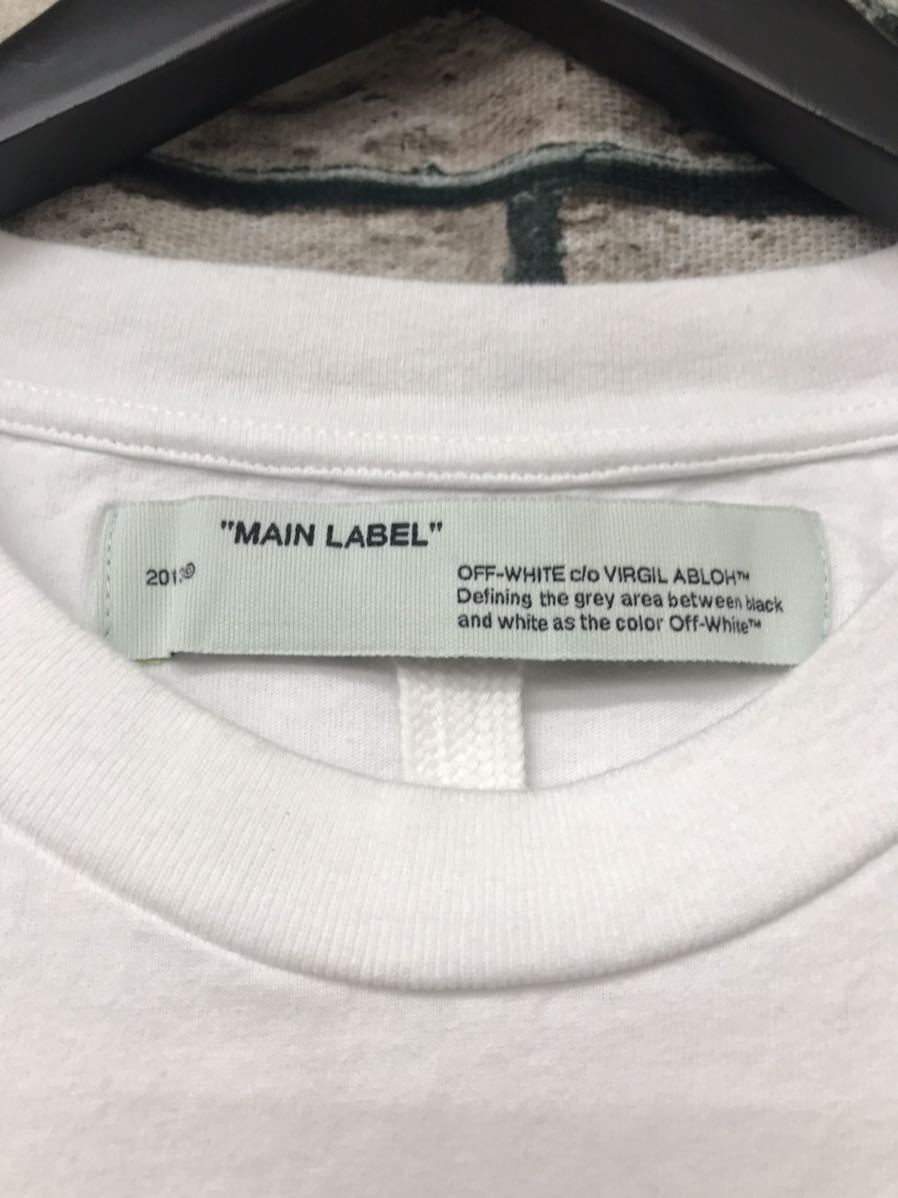 "MAIN LABEL"
2013©
OFF-WHITE c/o VIRGIL ABLOH™
Defining the grey area between black
and white as the color Off-White™